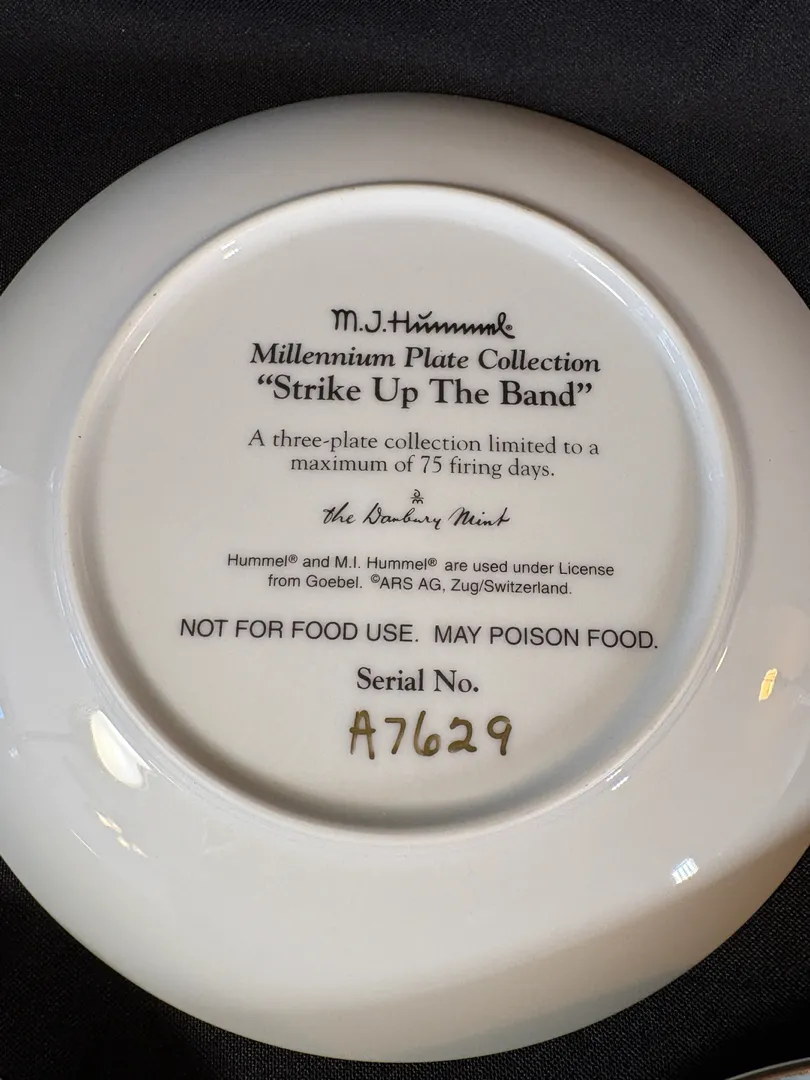 M.J.Hummel®
Millennium Plate Collection
“Strike Up The Band”
A three-plate collection limited to a
maximum of 75 firing days.
the Danbury Mint
Hummel® and M.I. Hummel® are used under License
from Goebel. ©ARS AG, Zug/Switzerland.
NOT FOR FOOD USE. MAY POISON FOOD.
Serial No.
A7629